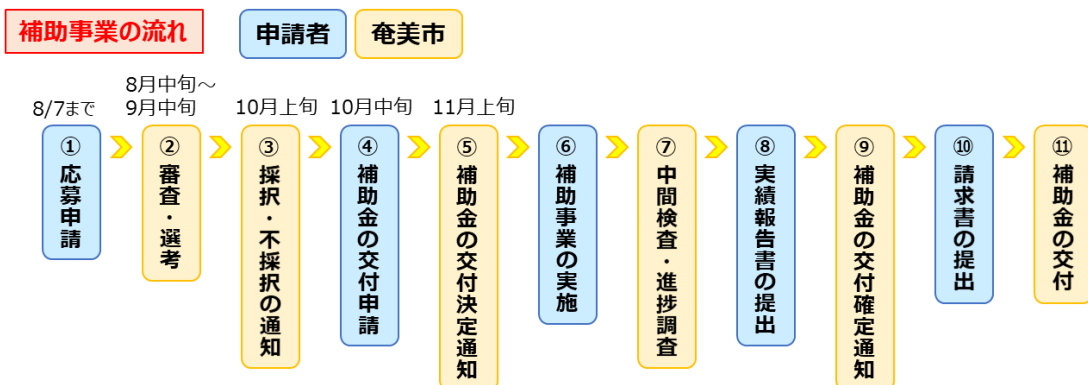 補助事業の流れ
申請者
奄美市
8/7まで
8月中旬～
9月中旬
10月上旬
10月中旬
11月上旬
①応募申請
②審査・選考
③採択・不採択の通知
④補助金の交付申請
⑤補助金の交付決定通知
⑥補助事業の実施
⑦中間検査・進捗調査
⑧実績報告書の提出
⑨補助金の交付確定通知
⑩請求書の提出
⑪補助金の交付